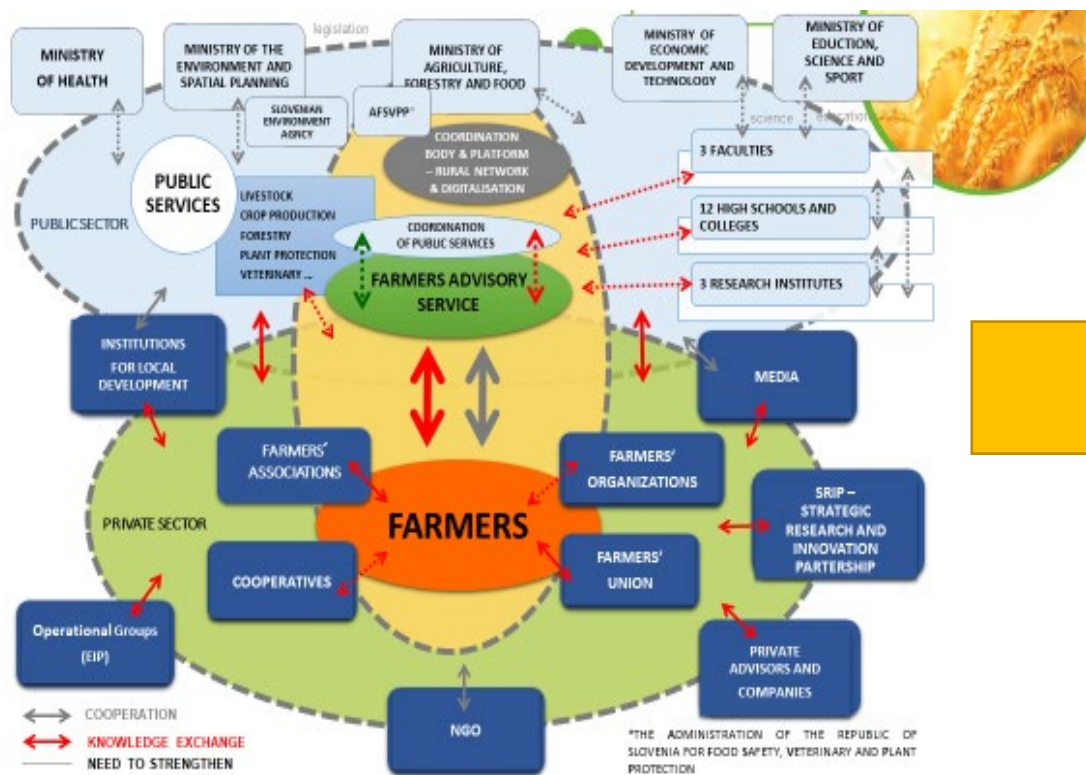 legislation
MINISTRY
OF HEALTH
MINISTRY OF THE
ENVIRONMENT AND
SPATIAL PLANNING
MINISTRY OF
AGRICULTURE,
FORESTRY AND FOOD
MINISTRY OF
ECONOMIC
DEVELOPMENT AND
TECHNOLOGY
MINISTRY OF
EDUCTION,
SCIENCE AND
SPORT
SLOVENIAN
ENVIRONMENT
AGNCY
AFSVPP*
science
education
COORDINATION
BODY & PLATFORM
– RURAL NETWORK
& DIGITALISATION
3 FACULTIES
PUBLIC
SERVICES
PUBLIC SECTOR
LIVESTOCK
CROP PRODUCTION
FORESTRY
PLANT PROTECTION
VETERINARY ...
COORDINATION
OF PUBLIC SERVICES
12 HIGH SCHOOLS AND
COLLEGES
FARMERS ADVISORY
SERVICE
3 RESEARCH INSTITUTES
INSTITUTIONS
FOR LOCAL
DEVELOPMENT
MEDIA
FARMERS'
ASSOCIATIONS
FARMERS'
ORGANIZATIONS
PRIVATE SECTOR
FARMERS
SRIP –
STRATEGIC
RESEARCH AND
INNOVATION
PARTERSHIP
COOPERATIVES
FARMERS'
UNION
Operational Groups
(EIP)
PRIVATE
ADVISORS AND
COMPANIES
NGO
COOPERATION
KNOWLEDGE EXCHANGE
NEED TO STRENGTHEN
*THE ADMINISTRATION OF THE REPUBLIC OF
SLOVENIA FOR FOOD SAFETY, VETERINARY AND PLANT
PROTECTION